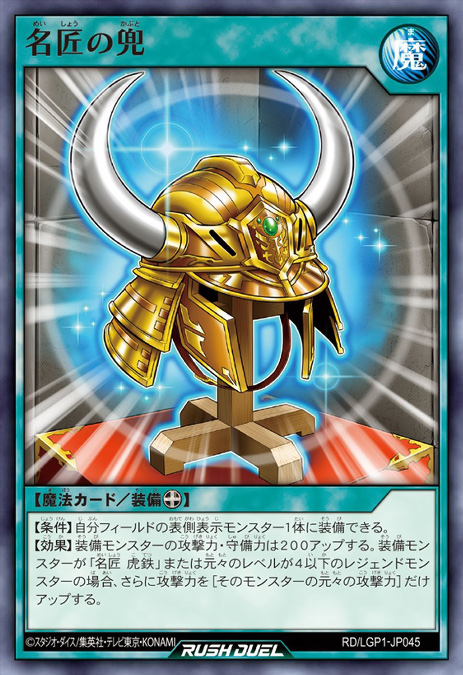 名匠の兜
魔
【魔法カード/装備】
【条件】自分フィールドの表側表示モンスター1体に装備できる。
【効果】装備モンスターの攻撃力・守備力は200アップする。装備モン
スターが「名匠 虎鉄」または元々のレベルが4以下のレジェンドモン
スターの場合、さらに攻撃力を[そのモンスターの元々の攻撃力]だけ
アップする。
©スタジオ・ダイス/集英社・テレビ東京・KONAMI
RUSH DUEL
RD/LGP1-JP045